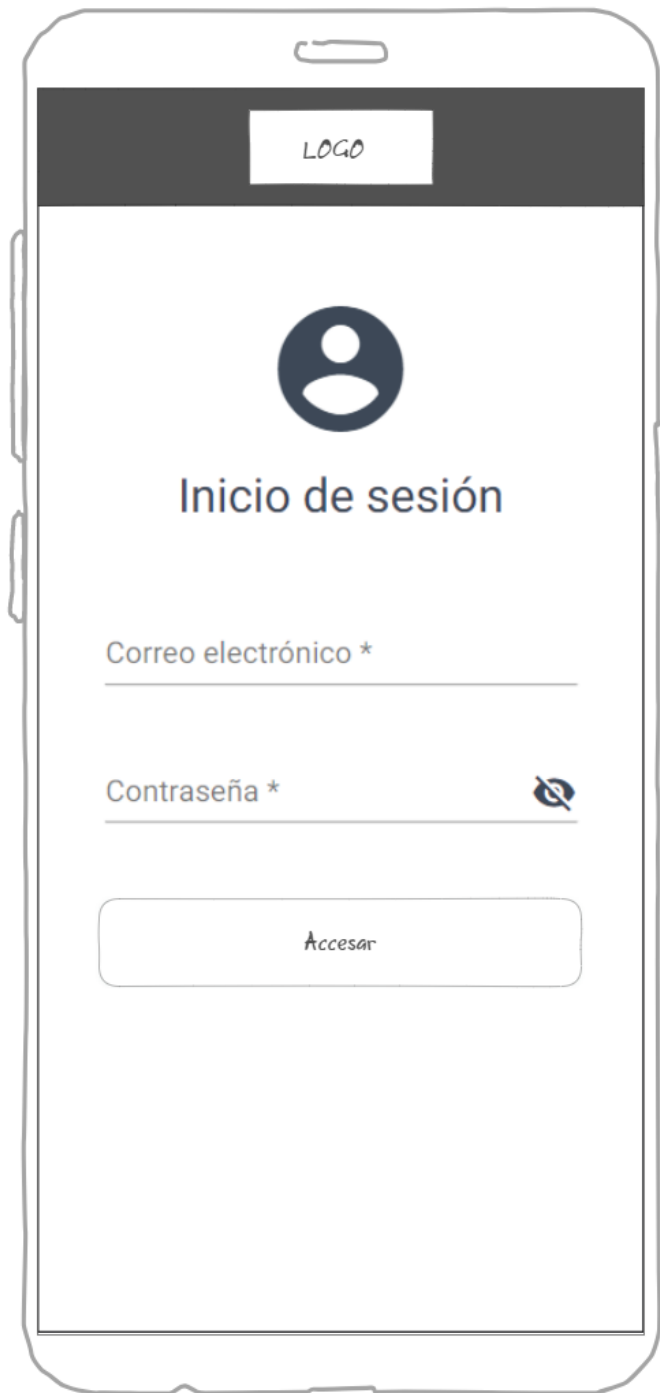 LOGO
Inicio de sesión
Correo electrónico *
Contraseña *
Accesar